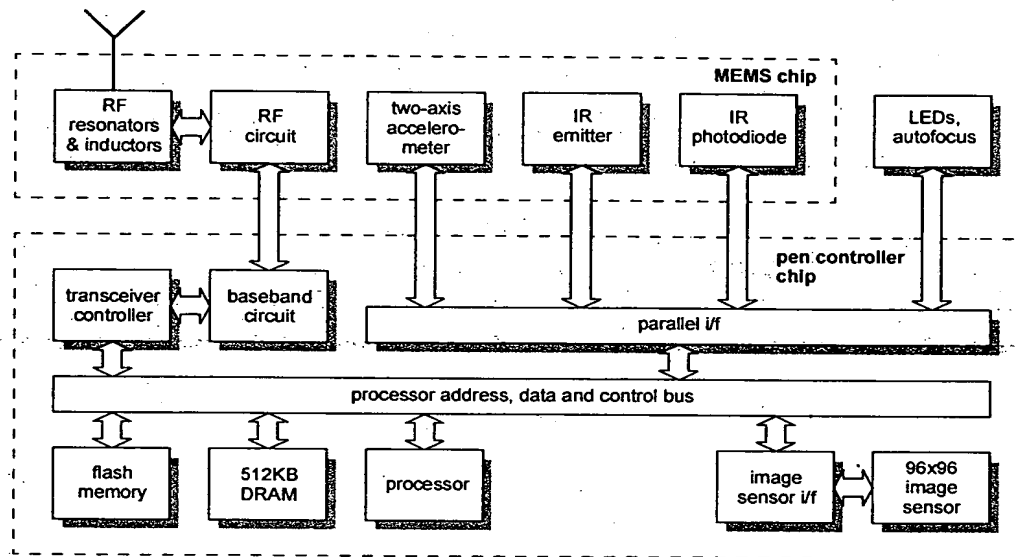 MEMS chip
RF
resonators
& inductors
RF
circuit
two-axis
accelero-
meter
IR
emitter
IR
photodiode
LEDs,
autofocus
pen controller
chip
transceiver
controller
baseband
circuit
parallel i/f
processor address, data and control bus
flash
memory
512KB
DRAM
processor
image
sensor i/f
96x96
image
sensor